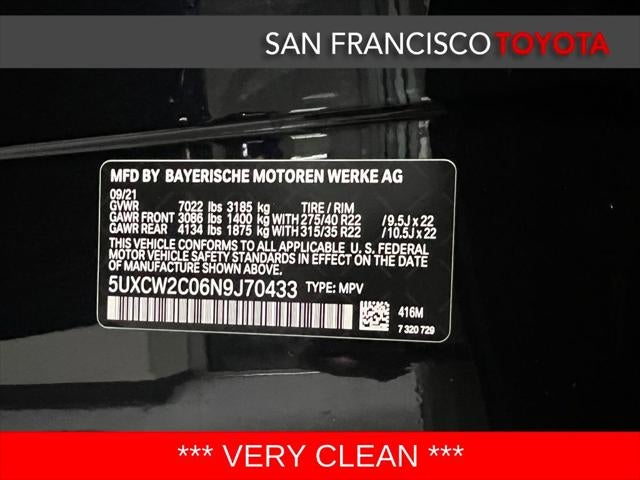 SAN FRANCISCO TOYOTA
MFD BY BAYERISCHE MOTOREN WERKE AG
09/21
GVWR 7022 lbs 3185 kg TIRE / RIM
GAWR FRONT 3086 lbs 1400 kg WITH 275/40 R22 /9.5J x 22
GAWR REAR 4134 lbs 1875 kg WITH 315/35 R22 /10.5J x 22
THIS VEHICLE CONFORMS TO ALL APPLICABLE U. S. FEDERAL
MOTOR VEHICLE SAFETY STANDARDS IN EFFECT ON THE
DATE OF MANUFACTURE SHOWN ABOVE.
5UXCW2C06N9J70433 TYPE: MPV
416M
7 320 729
*** VERY CLEAN ***